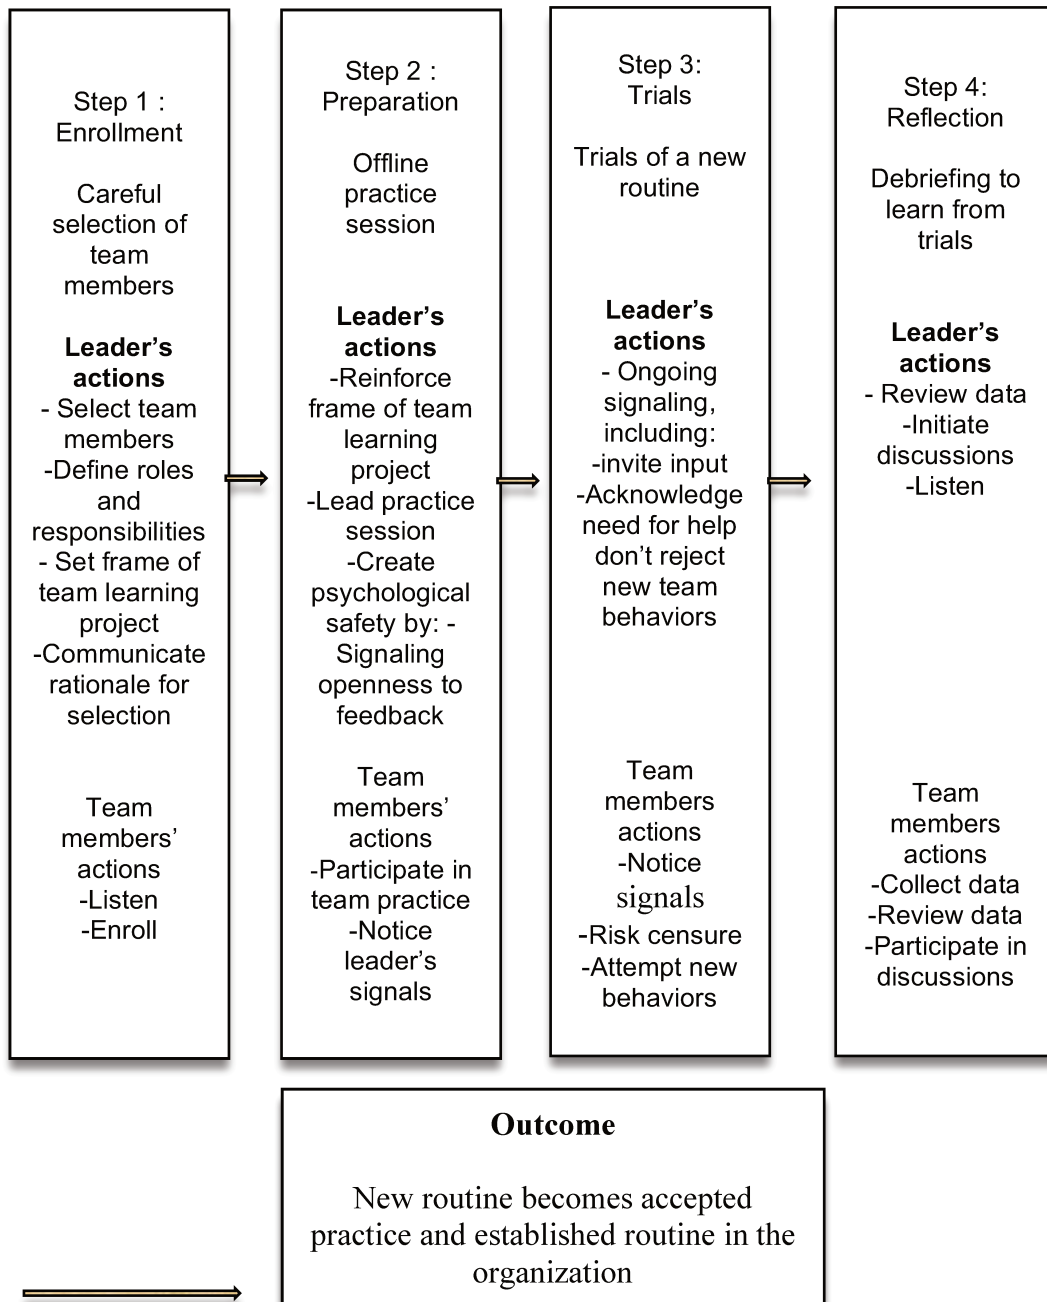 Step 1 :
Enrollment
Careful
selection of
team
members
Leader's
actions
- Select team
members
-Define roles
and
responsibilities
- Set frame of
team learning
project
-Communicate
rationale for
selection
Team
members'
actions
-Listen
-Enroll
Step 2 :
Preparation
Offline
practice
session
Leader's
actions
-Reinforce
frame of team
learning
project
-Lead practice
session
-Create
psychological
safety by: -
Signaling
openness to
feedback
Team
members'
actions
-Participate in
team practice
-Notice
leader's
signals
Step 3:
Trials
Trials of a new
routine
Leader's
actions
- Ongoing
signaling,
including:
-invite input
-Acknowledge
need for help
don't reject
new team
behaviors
Team
members
actions
-Notice
signals
-Risk censure
-Attempt new
behaviors
Step 4:
Reflection
Debriefing to
learn from
trials
Leader's
actions
- Review data
-Initiate
discussions
-Listen
Team
members
actions
-Collect data
-Review data
-Participate in
discussions
Outcome
New routine becomes accepted
practice and established routine in the
organization